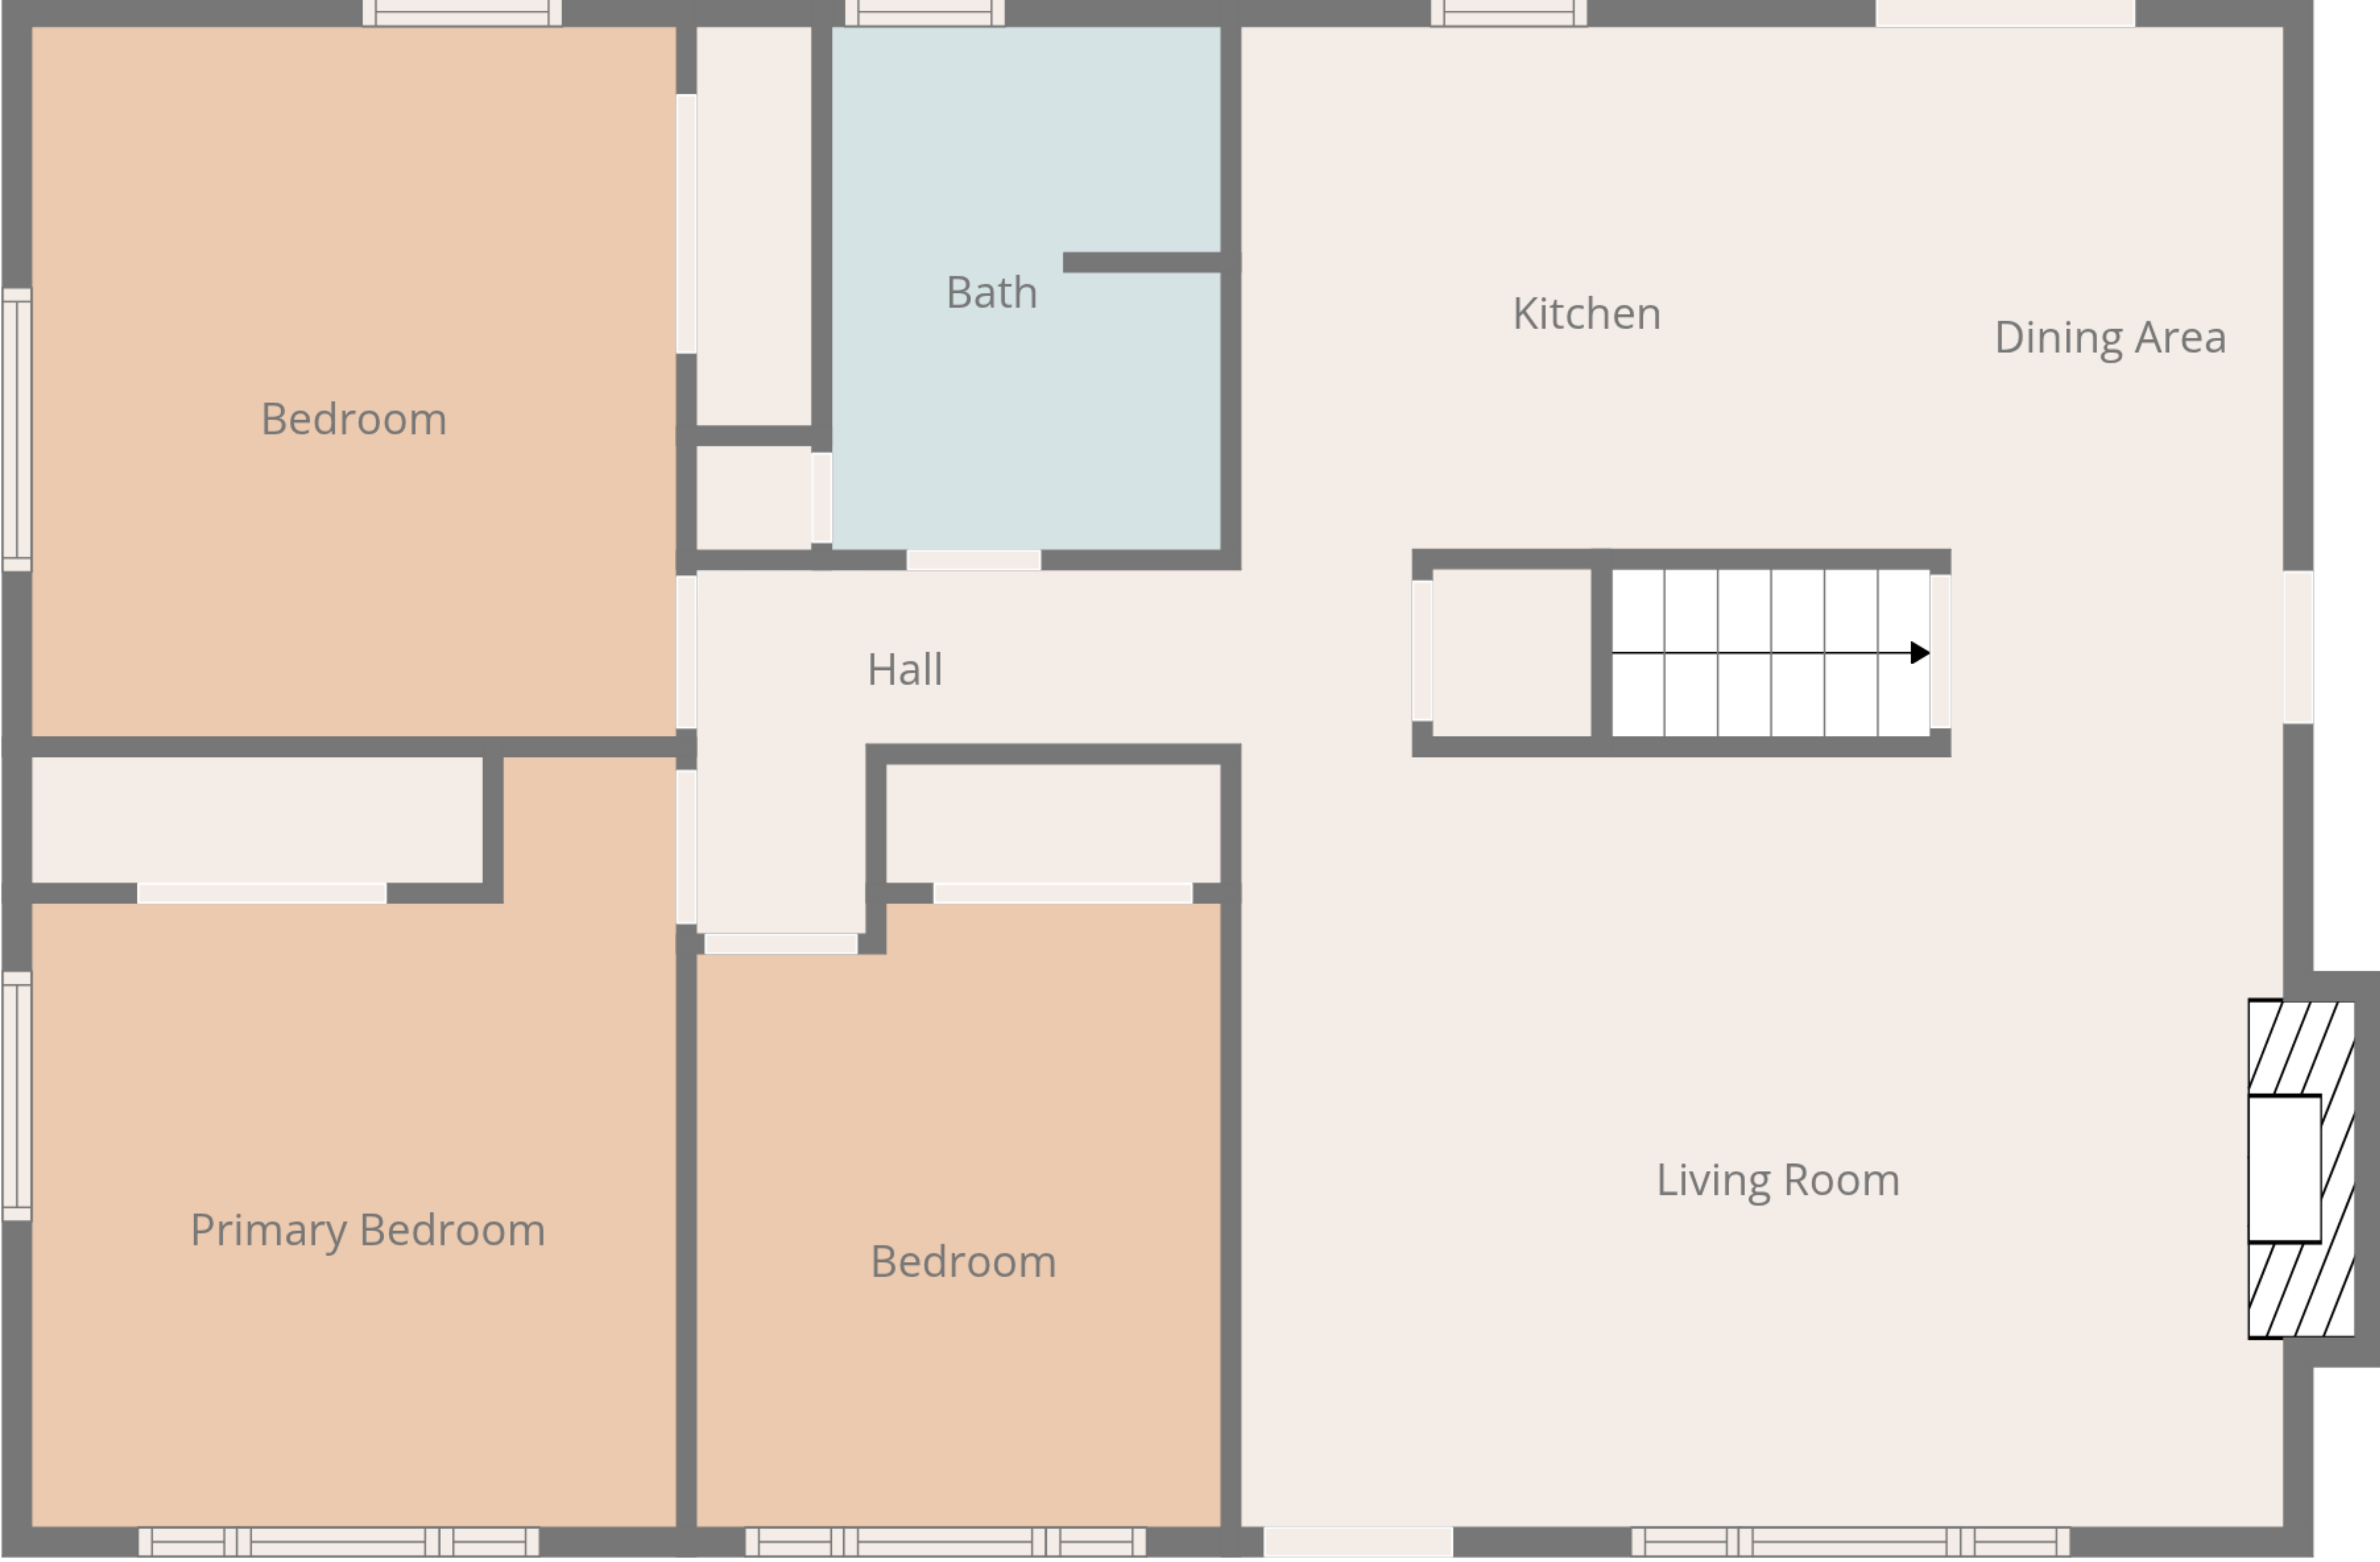 Bath
Kitchen
Dining Area
Bedroom
Hall
Living Room
Primary Bedroom
Bedroom